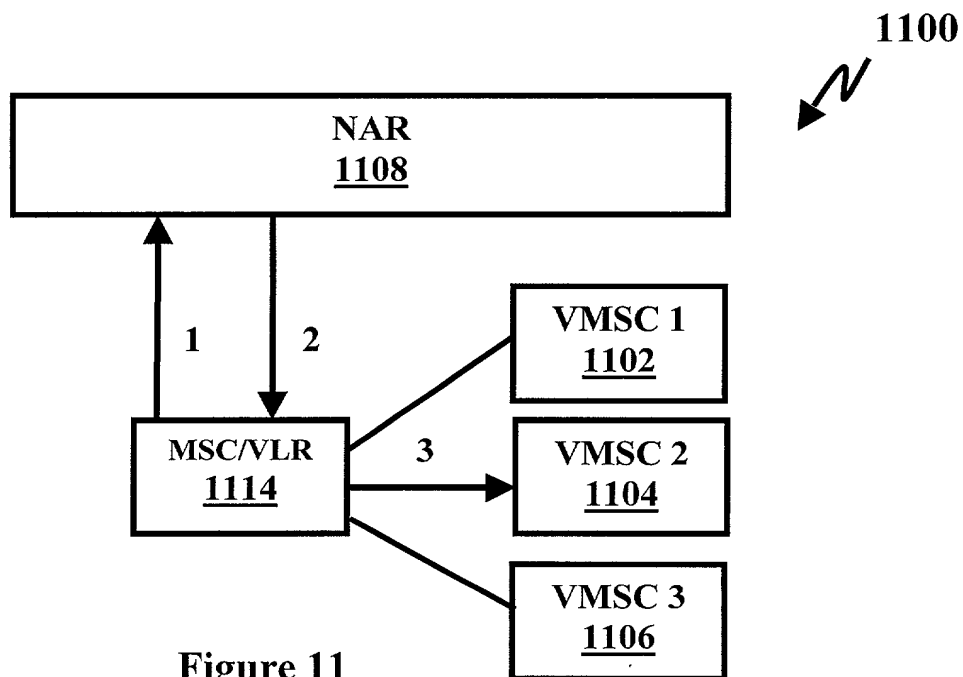 1100
NAR
1108
1
2
VMSC 1
1102
MSC/VLR
1114
3
VMSC 2
1104
VMSC 3
1106
Figure 11